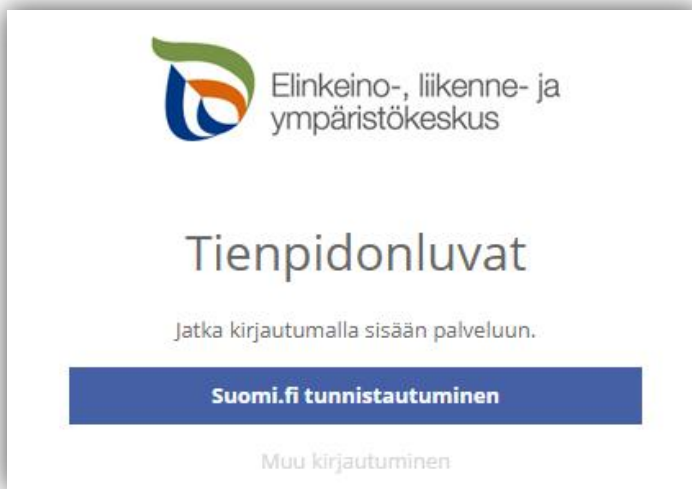 Elinkeino-, liikenne- ja
ympäristökeskus
Tienpidonluvat
Jatka kirjautumalla sisään palveluun.
Suomi.fi tunnistautuminen
Muu kirjautuminen